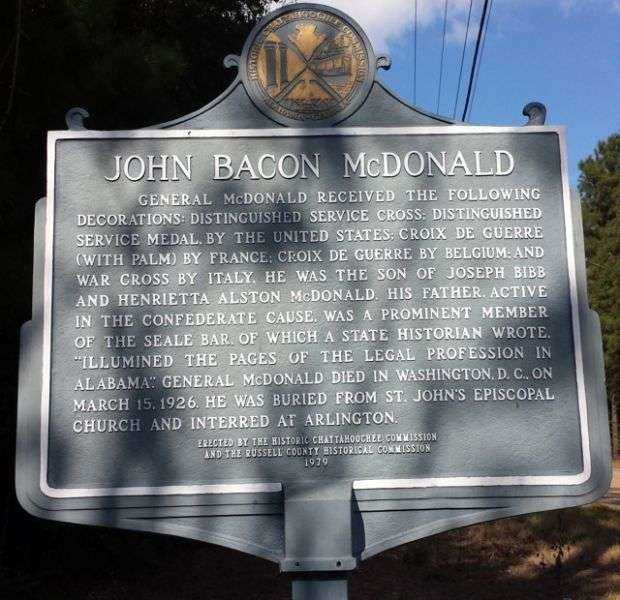 JOHN BACON McDONALD
GENERAL McDONALD RECEIVED THE FOLLOWING
DECORATIONS: DISTINGUISHED SERVICE CROSS; DISTINGUISHED
SERVICE MEDAL, BY THE UNITED STATES; CROIX DE GUERRE
(WITH PALM) BY FRANCE; CROIX DE GUERRE BY BELGIUM; AND
WAR CROSS BY ITALY. HE WAS THE SON OF JOSEPH BIBB
AND HENRIETTA ALSTON McDONALD. HIS FATHER, ACTIVE
IN THE CONFEDERATE CAUSE, WAS A PROMINENT MEMBER
OF THE SEALE BAR, OF WHICH A STATE HISTORIAN WROTE,
"ILLUMINED THE PAGES OF THE LEGAL PROFESSION IN
ALABAMA". GENERAL McDONALD DIED IN WASHINGTON, D. C., ON
MARCH 15, 1926. HE WAS BURIED FROM ST. JOHN'S EPISCOPAL
CHURCH AND INTERRED AT ARLINGTON.
ERECTED BY THE HISTORIC CHATTAHOOCHEE COMMISSION
AND THE RUSSELL COUNTY HISTORICAL COMMISSION
1979